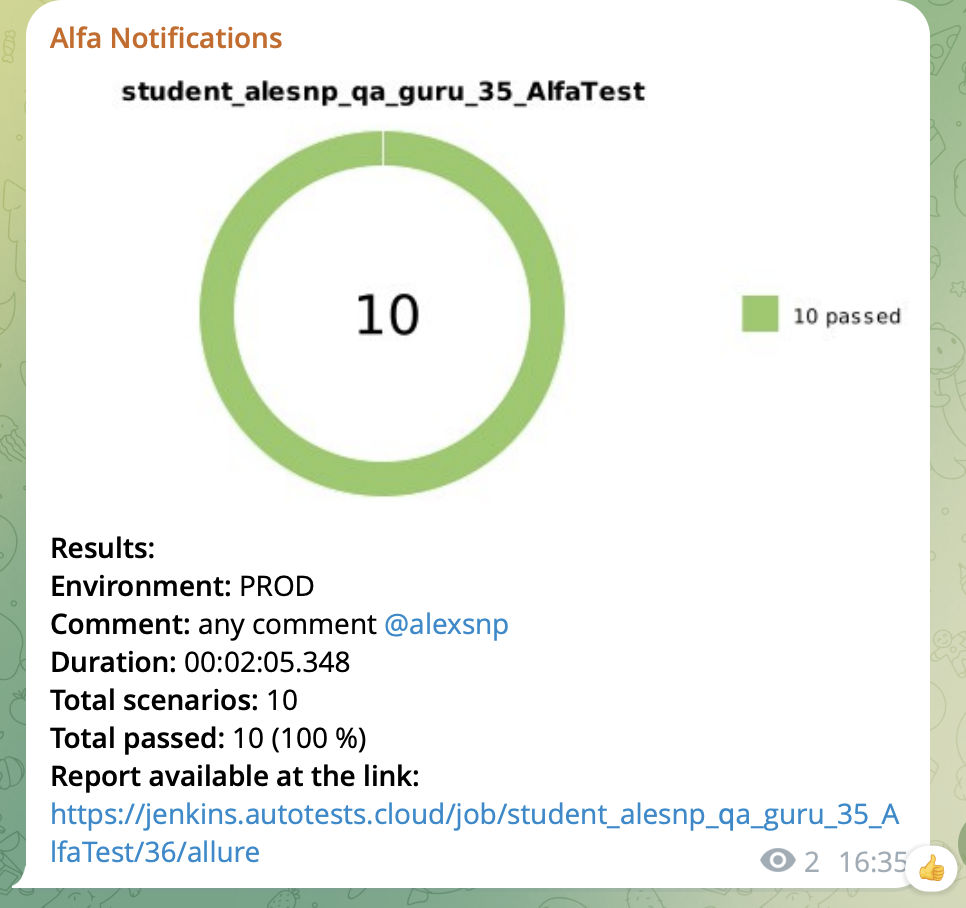 Alfa Notifications
student_alesnp_qa_guru_35_AlfaTest
10
10 passed
Results:
Environment: PROD
Comment: any comment @alexsnp
Duration: 00:02:05.348
Total scenarios: 10
Total passed: 10 (100 %)
Report available at the link:
https://jenkins.autotests.cloud/job/student_alesnp_qa_guru_35_A
lfaTest/36/allure
2 16:35